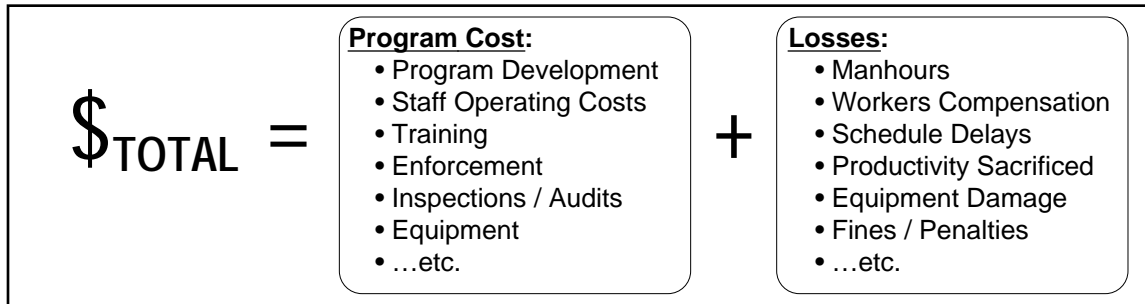 $TOTAL =
Program Cost:
• Program Development
• Staff Operating Costs
• Training
• Enforcement
• Inspections / Audits
• Equipment
• …etc.
+
Losses:
• Manhours
• Workers Compensation
• Schedule Delays
• Productivity Sacrificed
• Equipment Damage
• Fines / Penalties
• …etc.